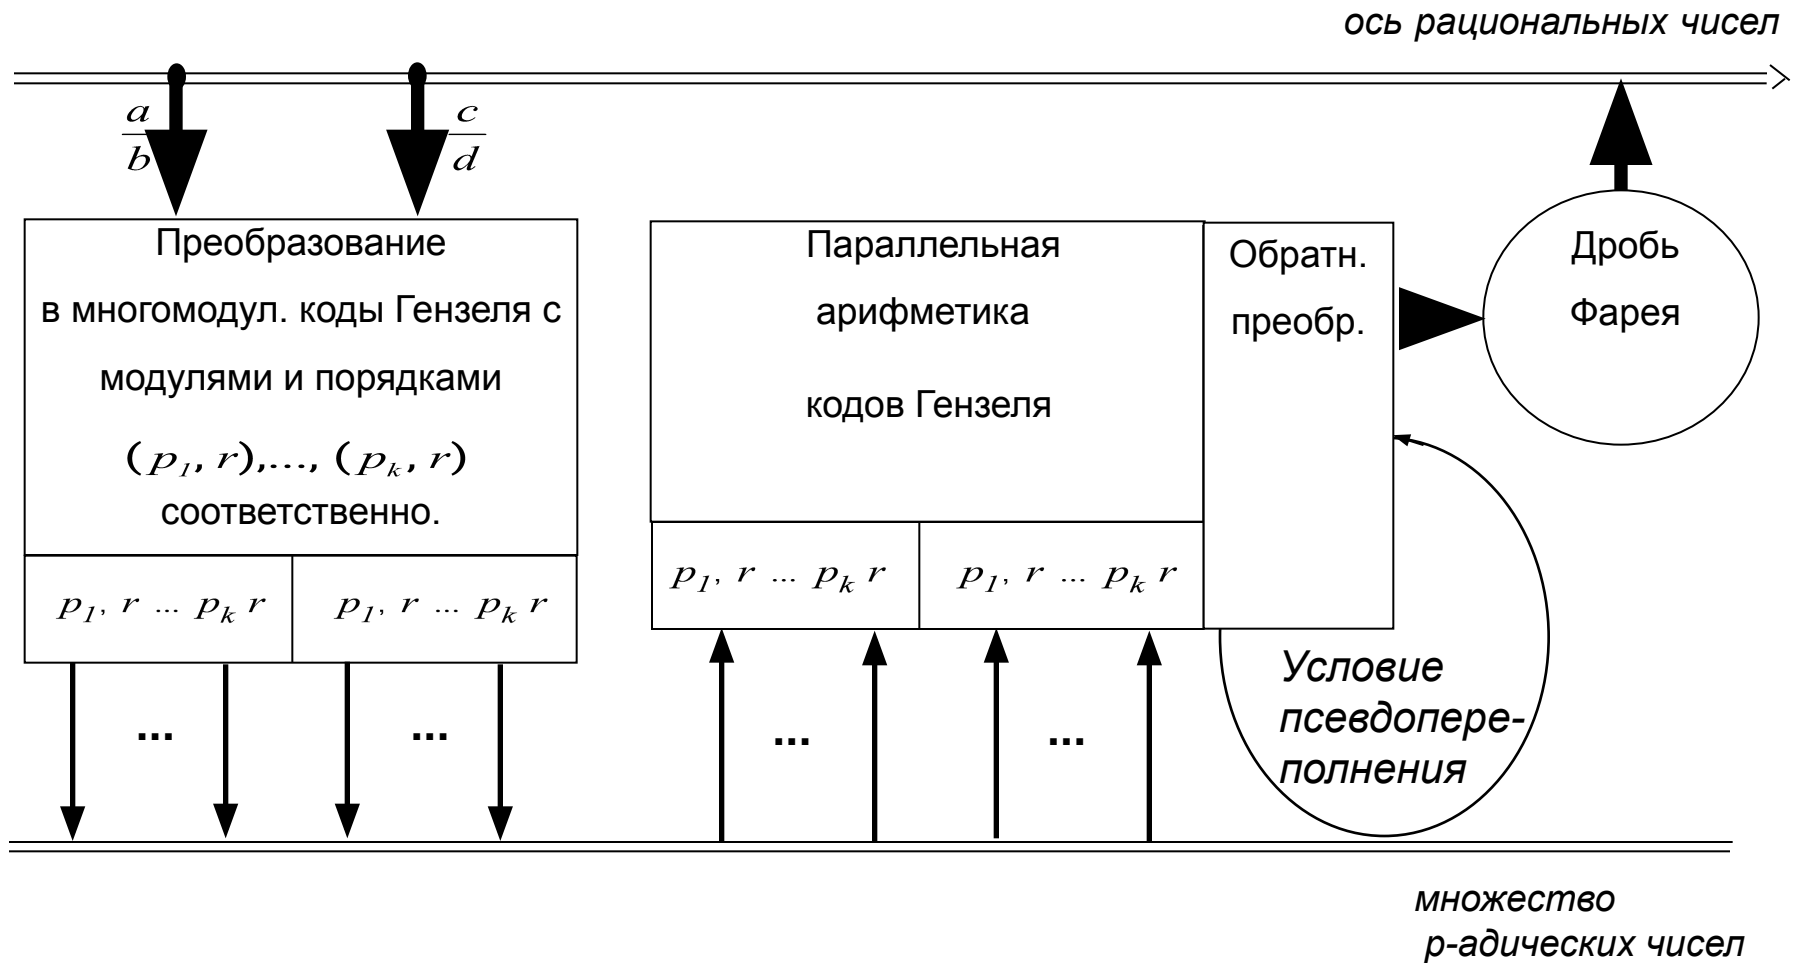 ось рациональных чисел
a/b
c/d
Преобразование
в многомодул. коды Гензеля с
модулями и порядками
(p₁, r),..., (pₖ, r)
соответственно.
p₁, r ... pₖ r
p₁, r ... pₖ r
...
...
Параллельная
арифметика
кодов Гензеля
p₁, r ... pₖ r
p₁, r ... pₖ r
...
...
Обратн.
преобр.
Дробь
Фарея
Условие
псевдопере-
полнения
множество
р-адических чисел